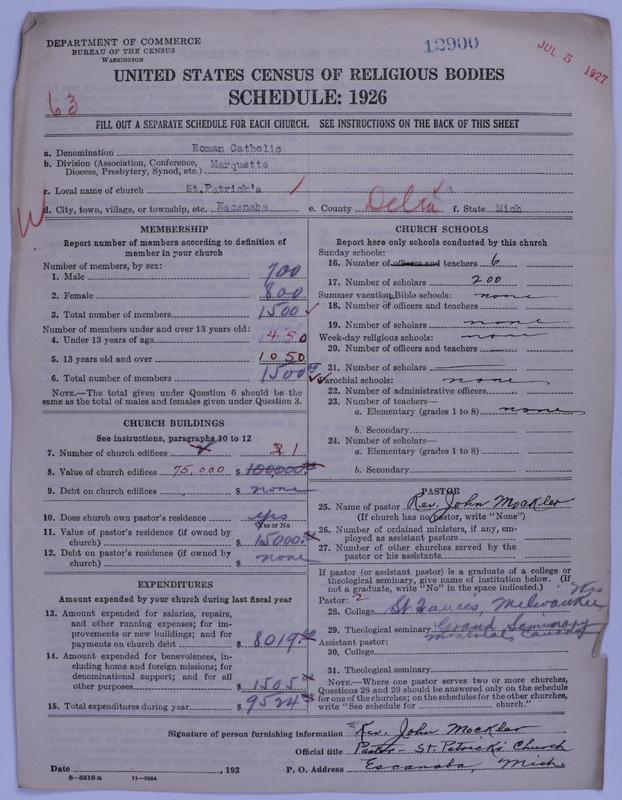 DEPARTMENT OF COMMERCE
BUREAU OF THE CENSUS
WASHINGTON
12900
JUL 5 1927
UNITED STATES CENSUS OF RELIGIOUS BODIES
SCHEDULE: 1926
63
FILL OUT A SEPARATE SCHEDULE FOR EACH CHURCH. SEE INSTRUCTIONS ON THE BACK OF THIS SHEET
a. Denomination Roman Catholic
b. Division (Association, Conference, Diocese, Presbytery, Synod, etc.) Marquette
c. Local name of church St.Patrick's
d. City, town, village, or township, etc. Escanaba e. County Delta f. State Mich
W
MEMBERSHIP
Report number of members according to definition of
member in your church
Number of members, by sex:
1. Male 700
2. Female 800
3. Total number of members 1500
Number of members under and over 13 years old:
4. Under 13 years of age 450
5. 13 years old and over 1050
6. Total number of members 1500
NOTE.—The total given under Question 6 should be the
same as the total of males and females given under Question 3.
CHURCH BUILDINGS
See instructions, paragraphs 10 to 12
7. Number of church edifices 1
8. Value of church edifices 75,000 $ 100,000
9. Debt on church edifices $ none
10. Does church own pastor's residence yes
Yes or No
11. Value of pastor's residence (if owned by
church) $ 15000
12. Debt on pastor's residence (if owned by
church) $ none
EXPENDITURES
Amount expended by your church during last fiscal year
13. Amount expended for salaries, repairs,
and other running expenses; for im-
provements or new buildings; and for
payments on church debt $ 8019
14. Amount expended for benevolences, in-
cluding home and foreign missions; for
denominational support; and for all
other purposes $ 1505
15. Total expenditures during year $ 9524
CHURCH SCHOOLS
Report here only schools conducted by this church
Sunday schools:
16. Number of officers and teachers 6
17. Number of scholars 200
Summer vacation Bible schools: none
18. Number of officers and teachers
19. Number of scholars none
Week-day religious schools: none
20. Number of officers and teachers
21. Number of scholars
Parochial schools: none
22. Number of administrative officers
23. Number of teachers—
a. Elementary (grades 1 to 8) none
b. Secondary
24. Number of scholars—
a. Elementary (grades 1 to 8)
b. Secondary
PASTOR
25. Name of pastor Rev. John Mockler
(If church has no pastor, write "None")
26. Number of ordained ministers, if any, em-
ployed as assistant pastors
27. Number of other churches served by the
pastor or his assistants
If pastor (or assistant pastor) is a graduate of a college or
theological seminary, give name of institution below. (If
not a graduate, write "No" in the space indicated.)
Pastor: 2 Wis
28. College St Francis, Milwaukee
29. Theological seminary Grand Seminary
Montreal Canada
Assistant pastor:
30. College
31. Theological seminary
NOTE.—Where one pastor serves two or more churches,
Questions 28 and 29 should be answered only on the schedule
for one of the churches; on the schedules for the other churches,
write "See schedule for church."
Signature of person furnishing information Rev. John Mockler
Official title Pastor - St Patrick's Church
Date , 192 P. O. Address Escanaba, Mich.
8—5518 a 11—9064